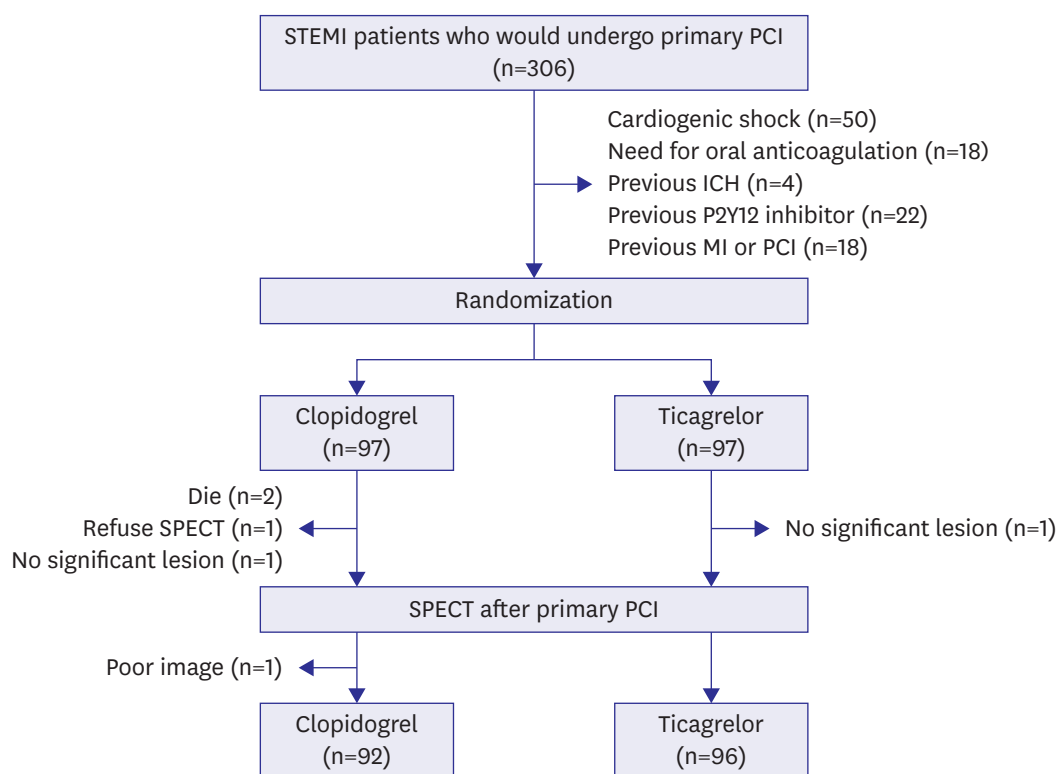 STEMI patients who would undergo primary PCI
(n=306)
Cardiogenic shock (n=50)
Need for oral anticoagulation (n=18)
Previous ICH (n=4)
Previous P2Y12 inhibitor (n=22)
Previous MI or PCI (n=18)
Randomization
Clopidogrel
(n=97)
Ticagrelor
(n=97)
Die (n=2)
Refuse SPECT (n=1)
No significant lesion (n=1)
No significant lesion (n=1)
SPECT after primary PCI
Poor image (n=1)
Clopidogrel
(n=92)
Ticagrelor
(n=96)